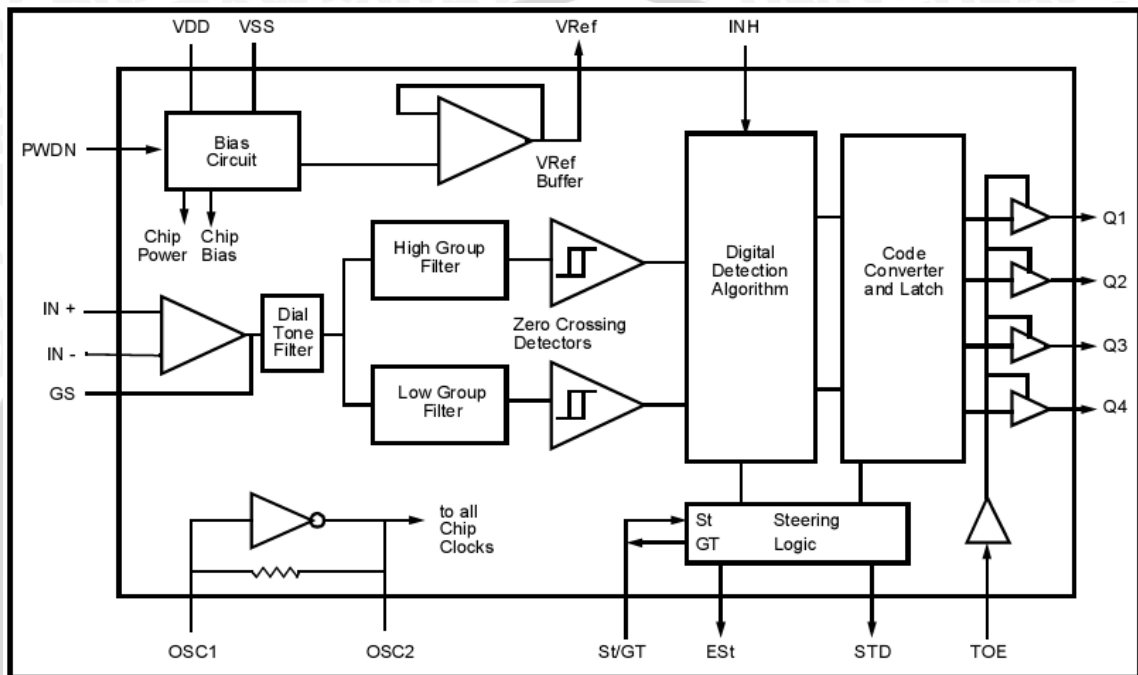 VDD
VSS
VRef
INH
PWDN
Bias
Circuit
VRef
Buffer
Chip
Power
Chip
Bias
High Group
Filter
Digital
Detection
Algorithm
Code
Converter
and Latch
Q1
Q2
Q3
Q4
IN +
IN -
GS
Dial
Tone
Filter
Zero Crossing
Detectors
Low Group
Filter
to all
Chip
Clocks
St
GT
Steering
Logic
OSC1
OSC2
St/GT
ESt
STD
TOE